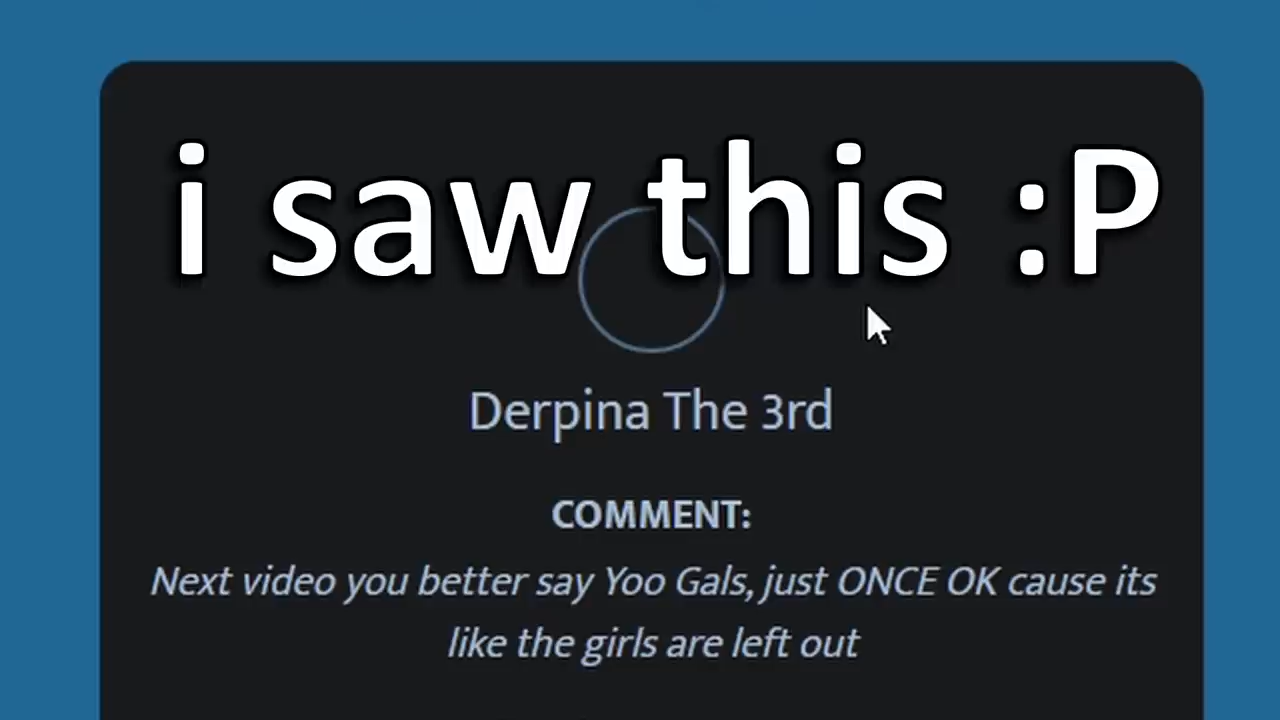 i saw this :P
Derpina The 3rd
COMMENT:
Next video you better say Yoo Gals, just ONCE OK cause its
like the girls are left out